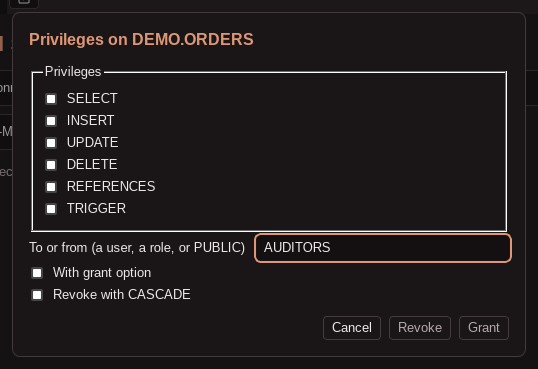 Privileges on DEMO.ORDERS
Privileges
SELECT
INSERT
UPDATE
DELETE
REFERENCES
TRIGGER
To or from (a user, a role, or PUBLIC) AUDITORS
With grant option
Revoke with CASCADE
Cancel Revoke Grant